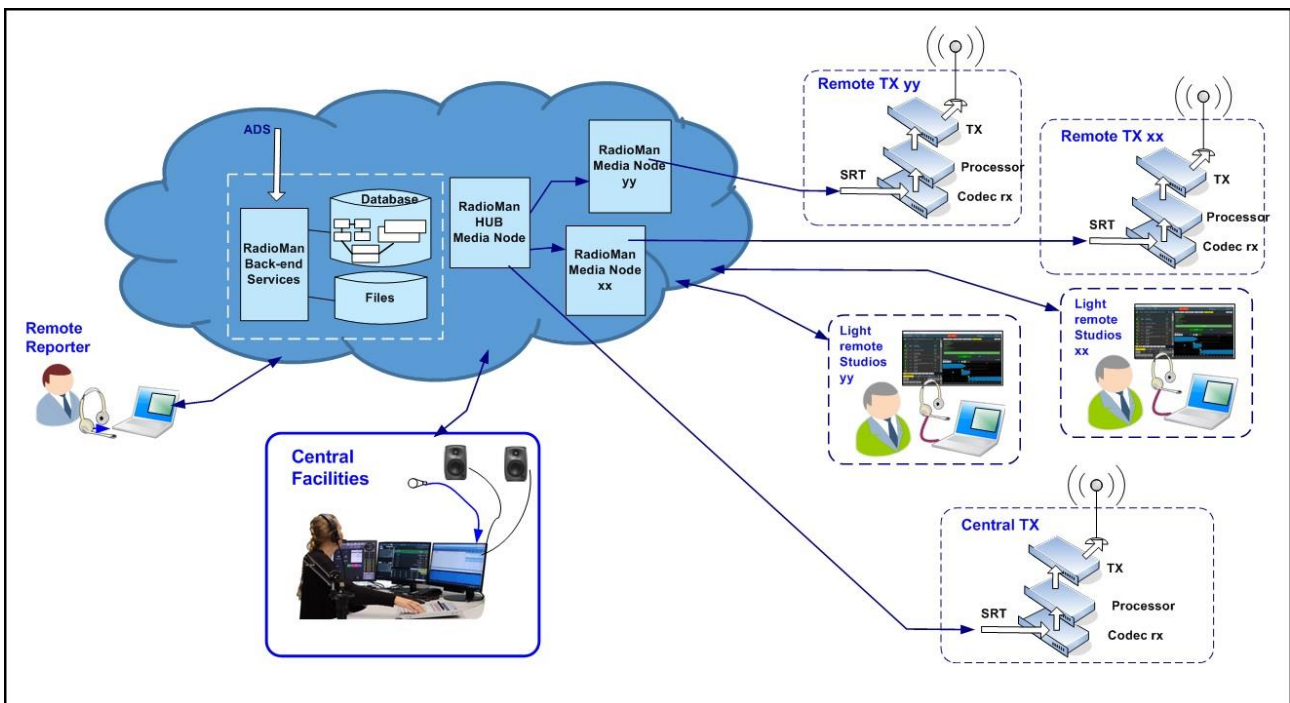 ADS
RadioMan
Back-end
Services
Database
Files
RadioMan
HUB
Media Node
RadioMan
Media Node
yy
RadioMan
Media Node
xx
Remote TX yy
TX
Processor
SRT
Codec rx
Remote TX xx
TX
Processor
SRT
Codec rx
Remote
Reporter
Light
remote
Studios
yy
Light
remote
Studios
xx
Central
Facilities
Central TX
TX
Processor
SRT
Codec rx